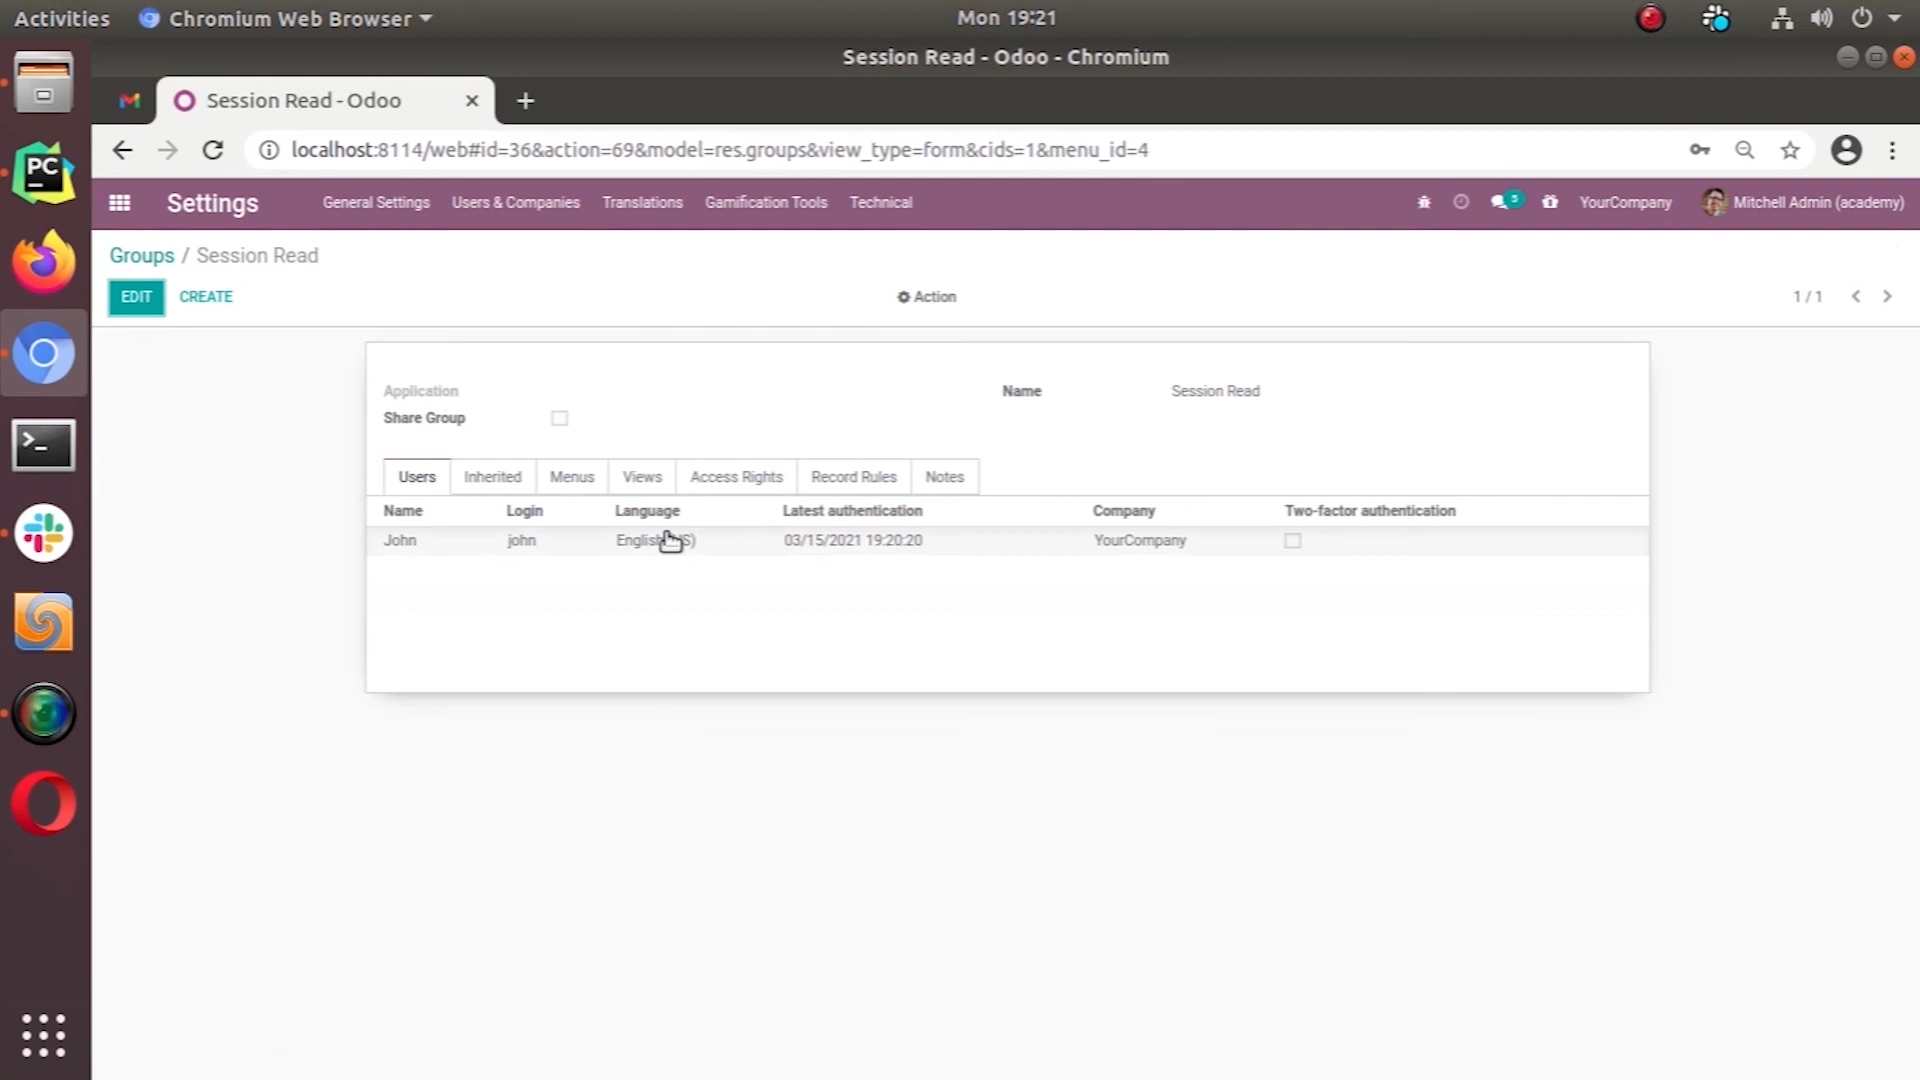 Activities Chromium Web Browser Mon 19:21
Session Read - Odoo - Chromium
Session Read - Odoo
localhost:8114/web#id=36&action=69&model=res.groups&view_type=form&cids=1&menu_id=4
Settings General Settings Users & Companies Translations Gamification Tools Technical 5 YourCompany Mitchell Admin (academy)
Groups / Session Read
EDIT CREATE Action 1 / 1
Application Name Session Read
Share Group
Users Inherited Menus Views Access Rights Record Rules Notes
Name Login Language Latest authentication Company Two-factor authentication
John john English S) 03/15/2021 19:20:20 YourCompany
PC
>_